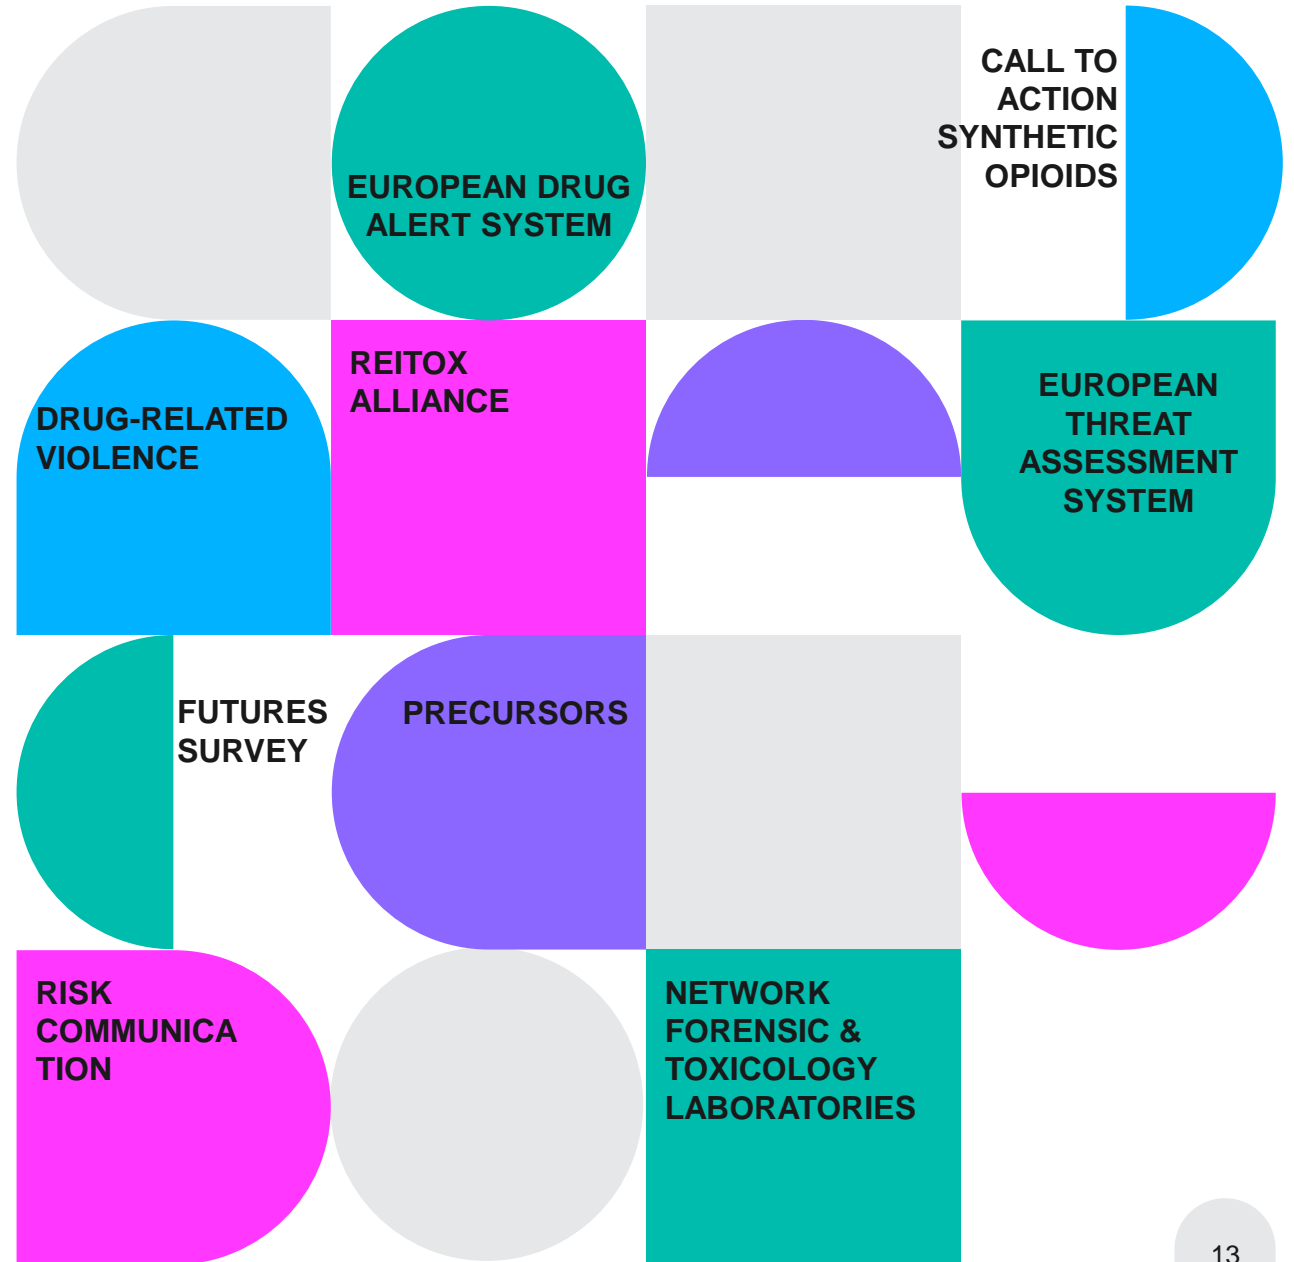 EUROPEAN DRUG
ALERT SYSTEM
CALL TO
ACTION
SYNTHETIC
OPIOIDS
DRUG-RELATED
VIOLENCE
REITOX
ALLIANCE
EUROPEAN
THREAT
ASSESSMENT
SYSTEM
FUTURES
SURVEY
PRECURSORS
RISK
COMMUNICA
TION
NETWORK
FORENSIC &
TOXICOLOGY
LABORATORIES
13